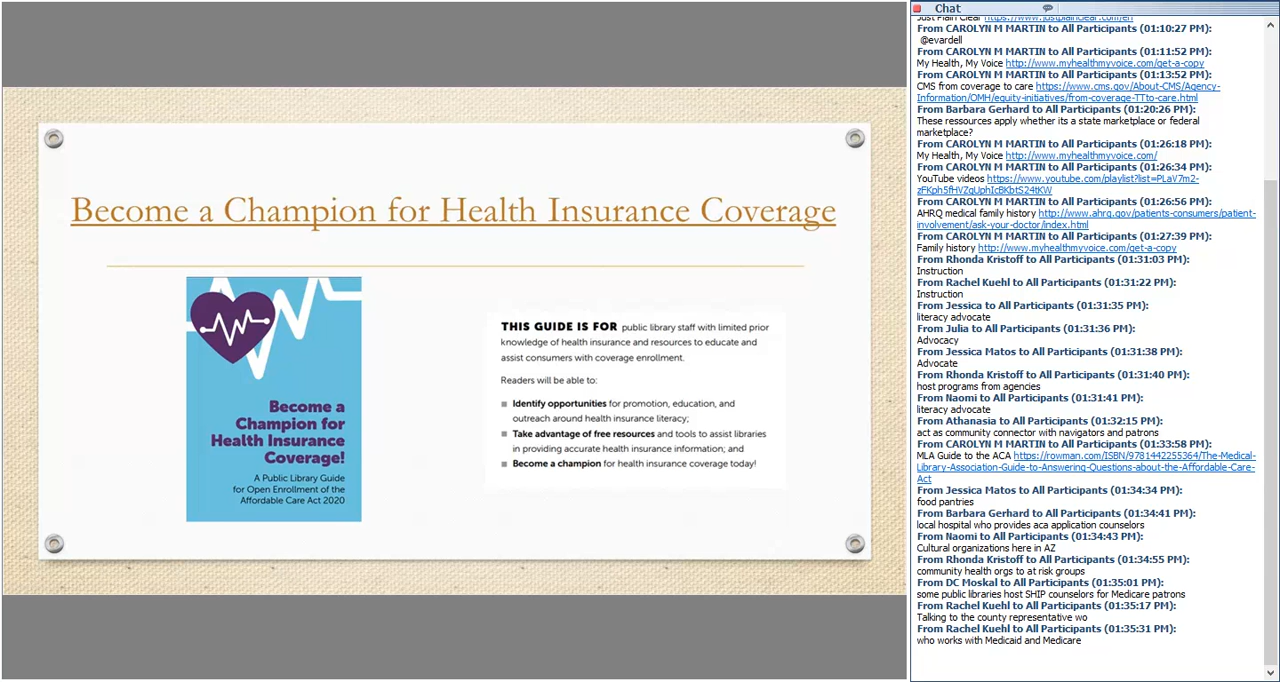 Become a Champion for Health Insurance Coverage
Become a
Champion for
Health Insurance
Coverage!
A Public Library Guide
for Open Enrollment of the
Affordable Care Act 2020
THIS GUIDE IS FOR public library staff with limited prior
knowledge of health insurance and resources to educate and
assist consumers with coverage enrollment.
Readers will be able to:
Identify opportunities for promotion, education, and
outreach around health insurance literacy;
Take advantage of free resources and tools to assist libraries
in providing accurate health insurance information; and
Become a champion for health insurance coverage today!
Chat
Just Plain Clear https://www.justplainclear.com/en
From CAROLYN M MARTIN to All Participants (01:10:27 PM):
@evardell
From CAROLYN M MARTIN to All Participants (01:11:52 PM):
My Health, My Voice http://www.myhealthmyvoice.com/get-a-copy
From CAROLYN M MARTIN to All Participants (01:13:52 PM):
CMS from coverage to care https://www.cms.gov/About-CMS/Agency-
Information/OMH/equity-initiatives/from-coverage-TTto-care.html
From Barbara Gerhard to All Participants (01:20:26 PM):
These ressources apply whether its a state marketplace or federal
marketplace?
From CAROLYN M MARTIN to All Participants (01:26:18 PM):
My Health, My Voice http://www.myhealthmyvoice.com/
From CAROLYN M MARTIN to All Participants (01:26:34 PM):
YouTube videos https://www.youtube.com/playlist?list=PLaV7m2-
zFKph5fHVZgUphIcBKbtS24tKW
From CAROLYN M MARTIN to All Participants (01:26:56 PM):
AHRQ medical family history http://www.ahrq.gov/patients-consumers/patient-
involvement/ask-your-doctor/index.html
From CAROLYN M MARTIN to All Participants (01:27:39 PM):
Family history http://www.myhealthmyvoice.com/get-a-copy
From Rhonda Kristoff to All Participants (01:31:03 PM):
Instruction
From Rachel Kuehl to All Participants (01:31:22 PM):
Instruction
From Jessica to All Participants (01:31:35 PM):
literacy advocate
From Julia to All Participants (01:31:36 PM):
Advocacy
From Jessica Matos to All Participants (01:31:38 PM):
Advocate
From Rhonda Kristoff to All Participants (01:31:40 PM):
host programs from agencies
From Naomi to All Participants (01:31:41 PM):
literacy advocate
From Athanasia to All Participants (01:32:15 PM):
act as community connector with navigators and patrons
From CAROLYN M MARTIN to All Participants (01:33:58 PM):
MLA Guide to the ACA https://rowman.com/ISBN/9781442255364/The-Medical-
Library-Association-Guide-to-Answering-Questions-about-the-Affordable-Care-
Act
From Jessica Matos to All Participants (01:34:34 PM):
food pantries
From Barbara Gerhard to All Participants (01:34:41 PM):
local hospital who provides aca application counselors
From Naomi to All Participants (01:34:43 PM):
Cultural organizations here in AZ
From Rhonda Kristoff to All Participants (01:34:55 PM):
community health orgs to at risk groups
From DC Moskal to All Participants (01:35:01 PM):
some public libraries host SHIP counselors for Medicare patrons
From Rachel Kuehl to All Participants (01:35:17 PM):
Talking to the county representative wo
From Rachel Kuehl to All Participants (01:35:31 PM):
who works with Medicaid and Medicare